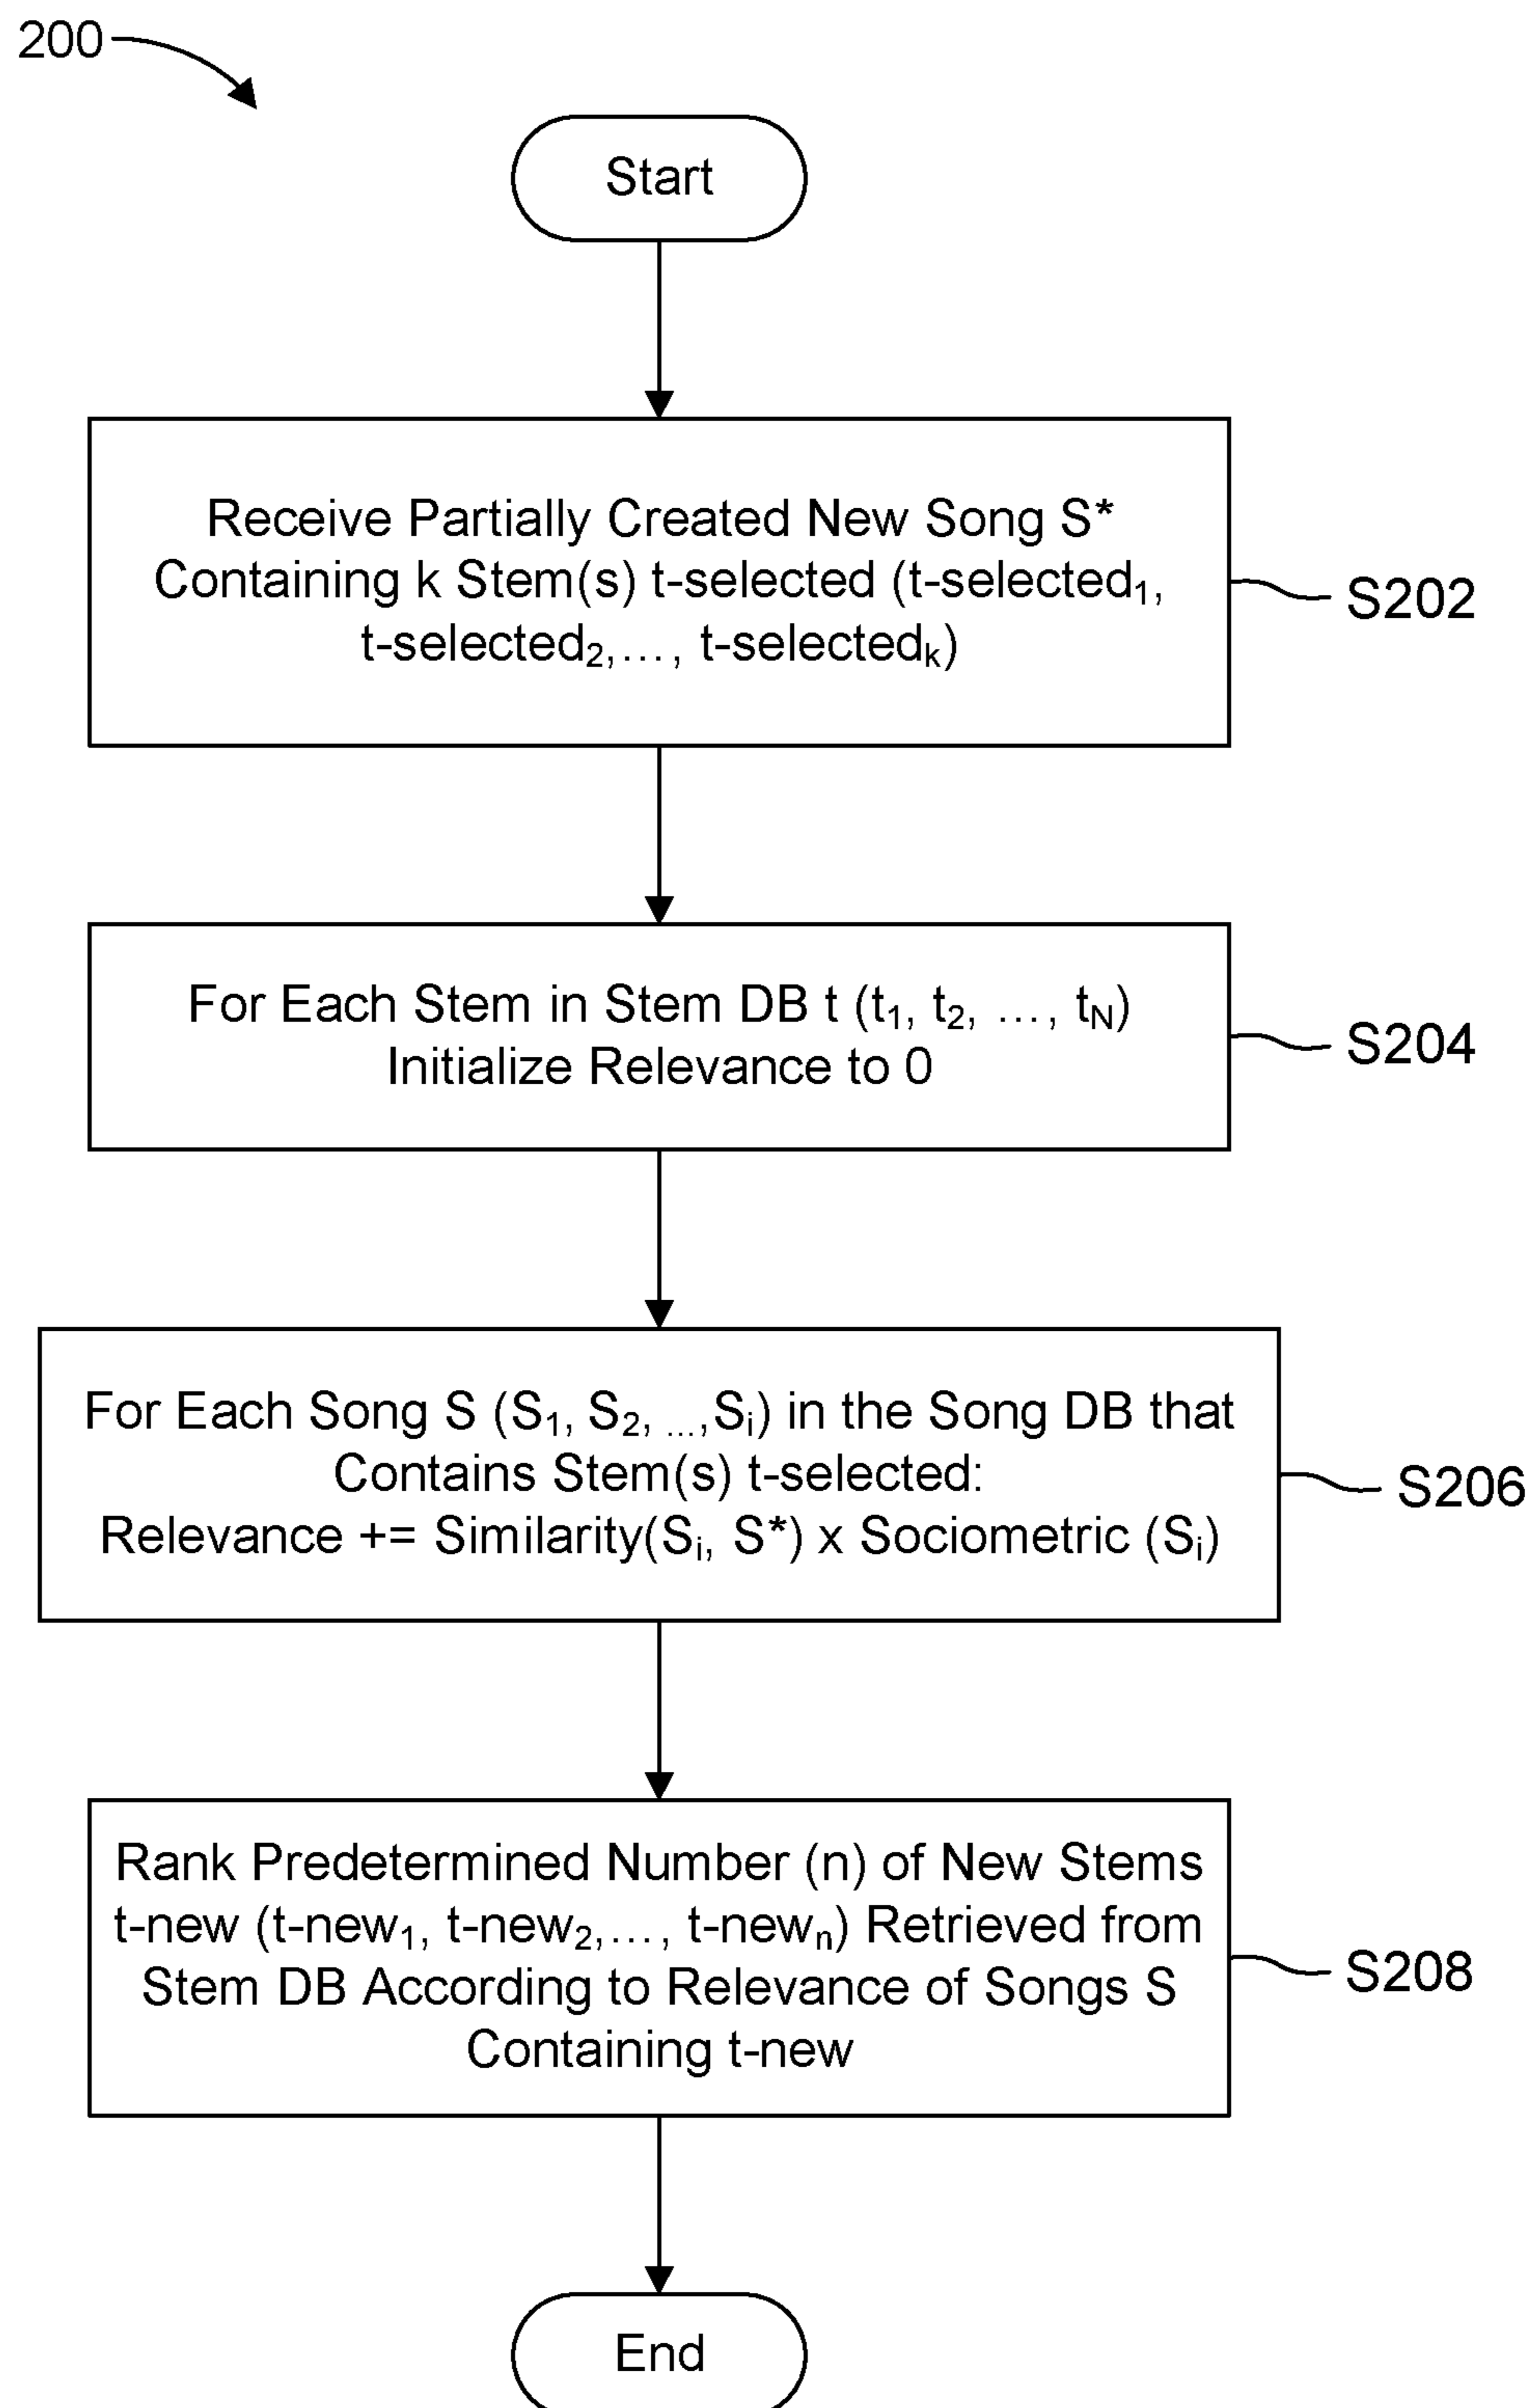 200
Start
Receive Partially Created New Song S*
Containing k Stem(s) t-selected (t-selected₁,
t-selected₂,..., t-selectedₖ)
S202
For Each Stem in Stem DB t (t₁, t₂, ..., t_N)
Initialize Relevance to 0
S204
For Each Song S (S₁, S₂, ...,Sᵢ) in the Song DB that
Contains Stem(s) t-selected:
Relevance += Similarity(Sᵢ, S*) x Sociometric (Sᵢ)
S206
Rank Predetermined Number (n) of New Stems
t-new (t-new₁, t-new₂,..., t-newₙ) Retrieved from
Stem DB According to Relevance of Songs S
Containing t-new
S208
End